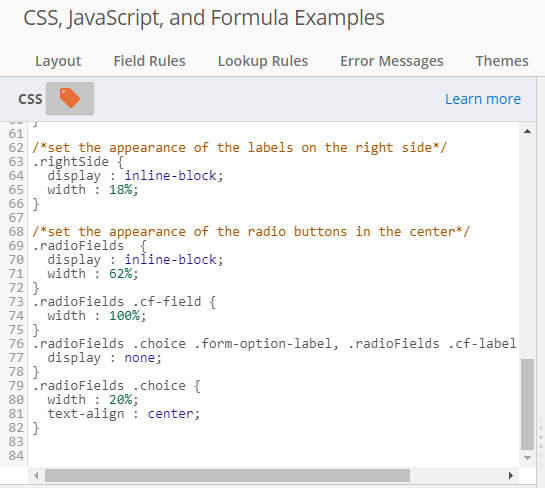 CSS, JavaScript, and Formula Examples
Layout Field Rules Lookup Rules Error Messages Themes
CSS Learn more
60 }
61
62 /*set the appearance of the labels on the right side*/
63 .rightSide {
64 display : inline-block;
65 width : 18%;
66 }
67
68 /*set the appearance of the radio buttons in the center*/
69 .radioFields {
70 display : inline-block;
71 width : 62%;
72 }
73 .radioFields .cf-field {
74 width : 100%;
75 }
76 .radioFields .choice .form-option-label, .radioFields .cf-label
77 display : none;
78 }
79 .radioFields .choice {
80 width : 20%;
81 text-align : center;
82 }
83
84